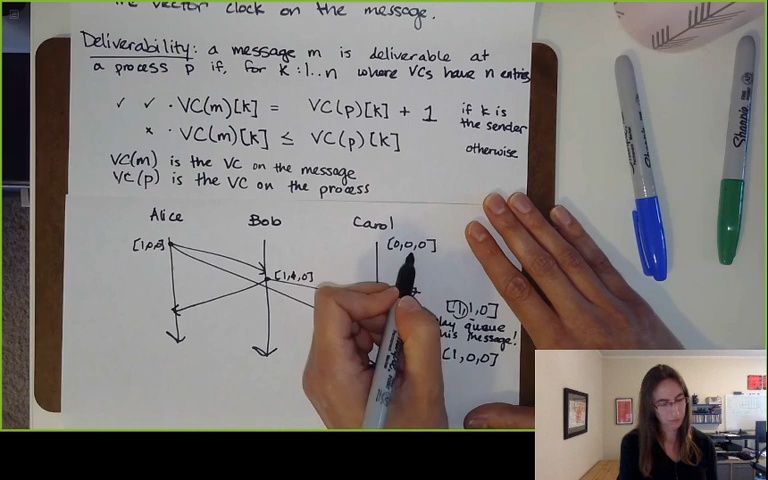 the vector clock on the message.
Deliverability: a message m is deliverable at
a process p if, for k:1..n where VCs have n entries
✓ ✓ · VC(m)[k] = VC(p)[k] + 1 if k is
the sender
× · VC(m)[k] ≤ VC(p)[k] otherwise
VC(m) is the VC on the message
VC(p) is the VC on the process
Alice Bob Carol
[1,0,0] [0,0,0]
[1,1,0]
[1,1,0]
queue
this message!
[1,0,0]
Sharpie
Sharpie